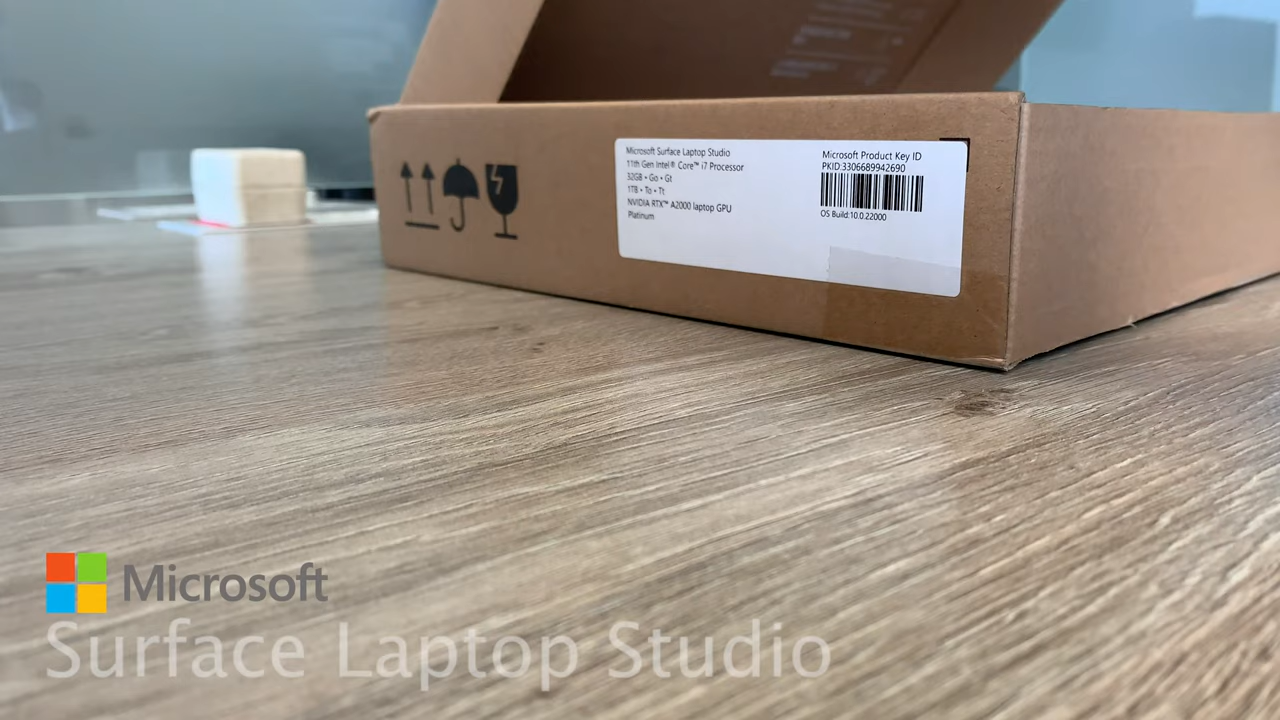 Microsoft Surface Laptop Studio
11th Gen Intel® Core™ i7 Processor
32GB • Go • Gt
1TB • To • Tt
NVIDIA RTX™ A2000 laptop GPU
Platinum
Microsoft Product Key ID
PKID:3306689942690
OS Build:10.0.22000
Microsoft
Surface Laptop Studio